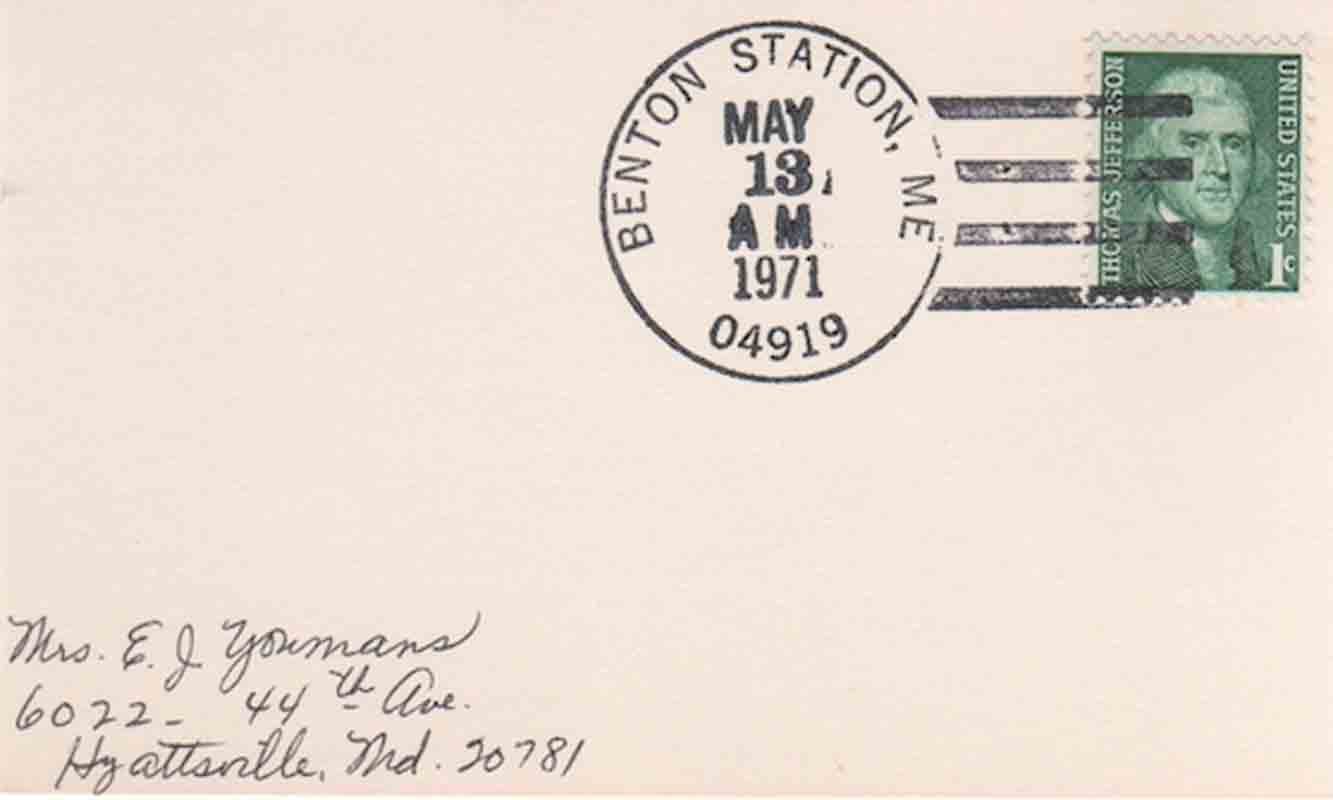 BENTON STATION, ME
MAY
13
AM
1971
04919
THOMAS JEFFERSON
UNITED STATES
1c
Mrs. E. J. Youmans
6022 - 44th Ave.
Hyattsville, Md. 20781